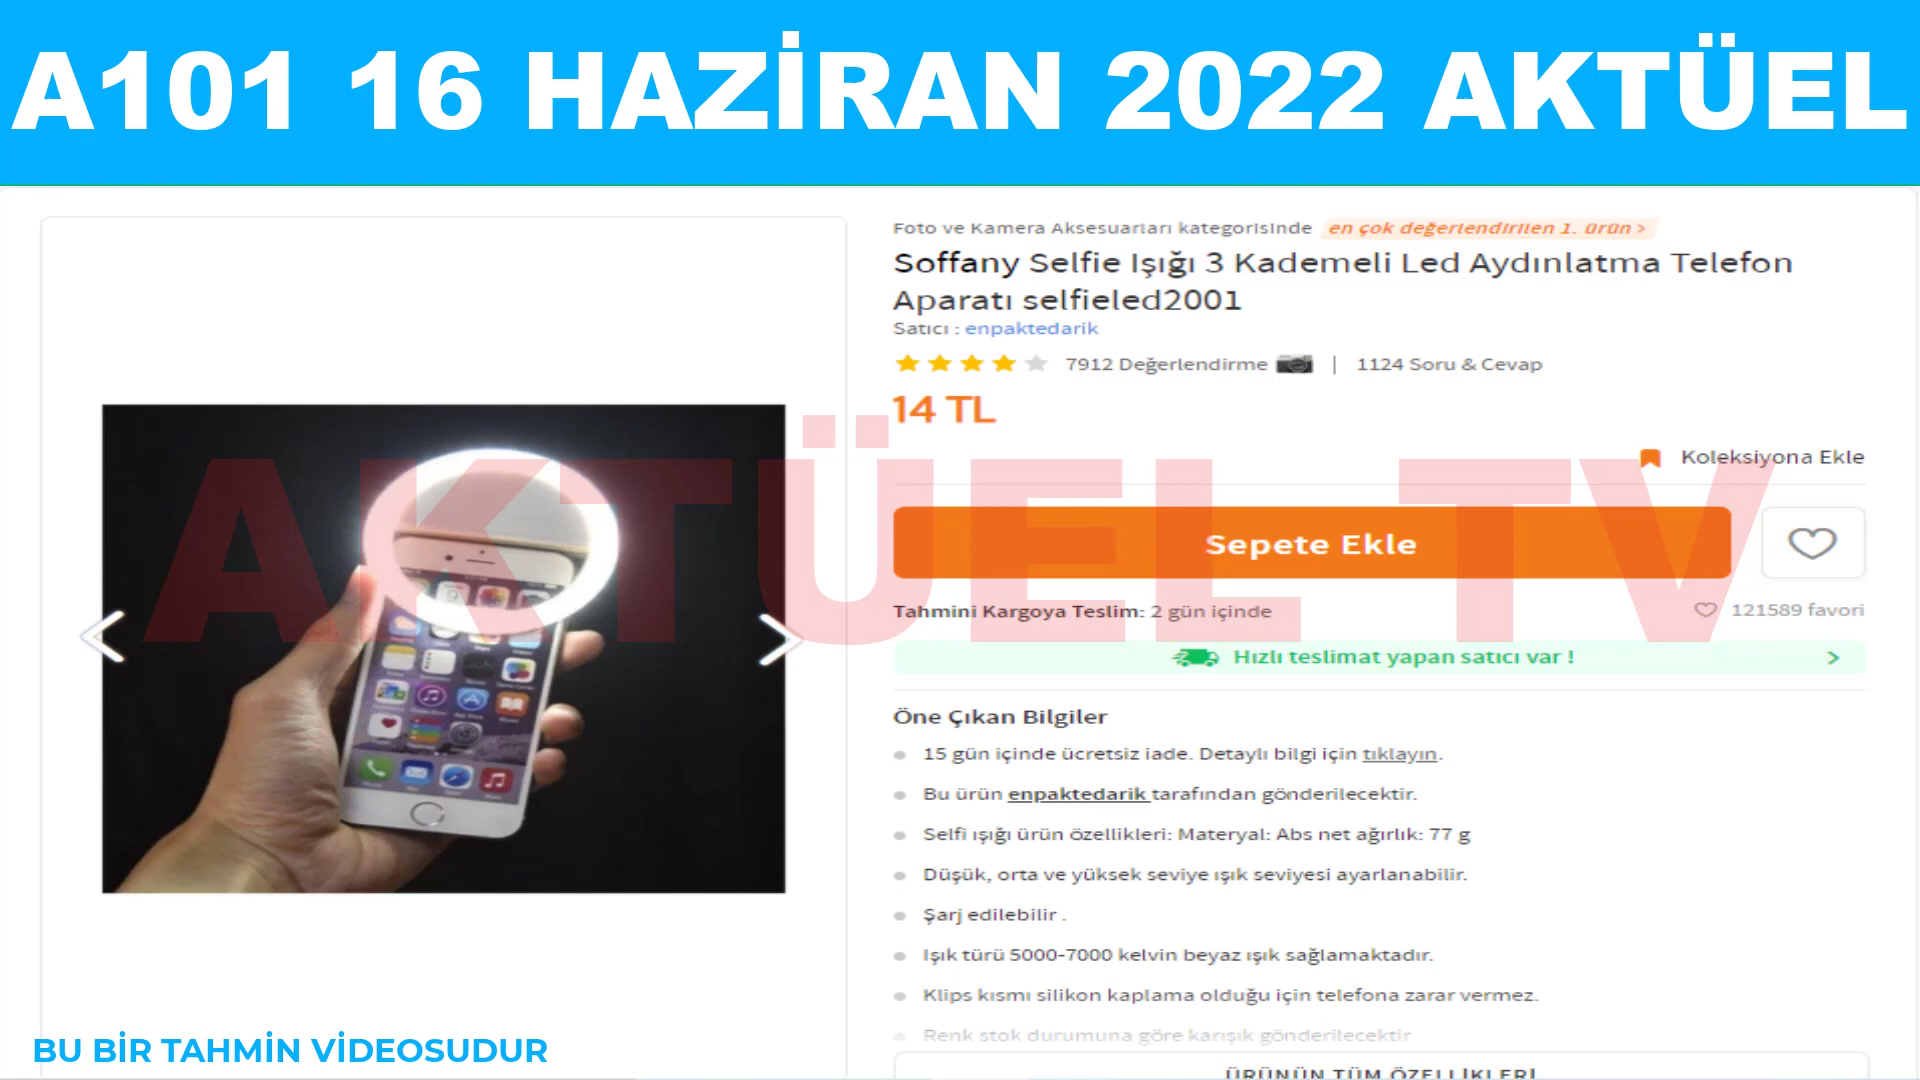 A101 16 HAZİRAN 2022 AKTÜEL
Foto ve Kamera Aksesuarları kategorisinde en çok değerlendirilen 1. ürün >
Soffany Selfie Işığı 3 Kademeli Led Aydınlatma Telefon
Aparatı selfieled2001
Satıcı : enpaktedarik
7912 Değerlendirme | 1124 Soru & Cevap
14 TL
Koleksiyona Ekle
AKTÜEL TV
Sepete Ekle
Tahmini Kargoya Teslim: 2 gün içinde
121589 favori
Hızlı teslimat yapan satıcı var ! >
Öne Çıkan Bilgiler
15 gün içinde ücretsiz iade. Detaylı bilgi için tıklayın.
Bu ürün enpaktedarik tarafından gönderilecektir.
Selfi ışığı ürün özellikleri: Materyal: Abs net ağırlık: 77 g
Düşük, orta ve yüksek seviye ışık seviyesi ayarlanabilir.
Şarj edilebilir .
Işık türü 5000-7000 kelvin beyaz ışık sağlamaktadır.
Klips kısmı silikon kaplama olduğu için telefona zarar vermez.
Renk stok durumuna göre karışık gönderilecektir
BU BİR TAHMİN VİDEOSUDUR
ÜRÜNÜN TÜM ÖZELLİKLERİ